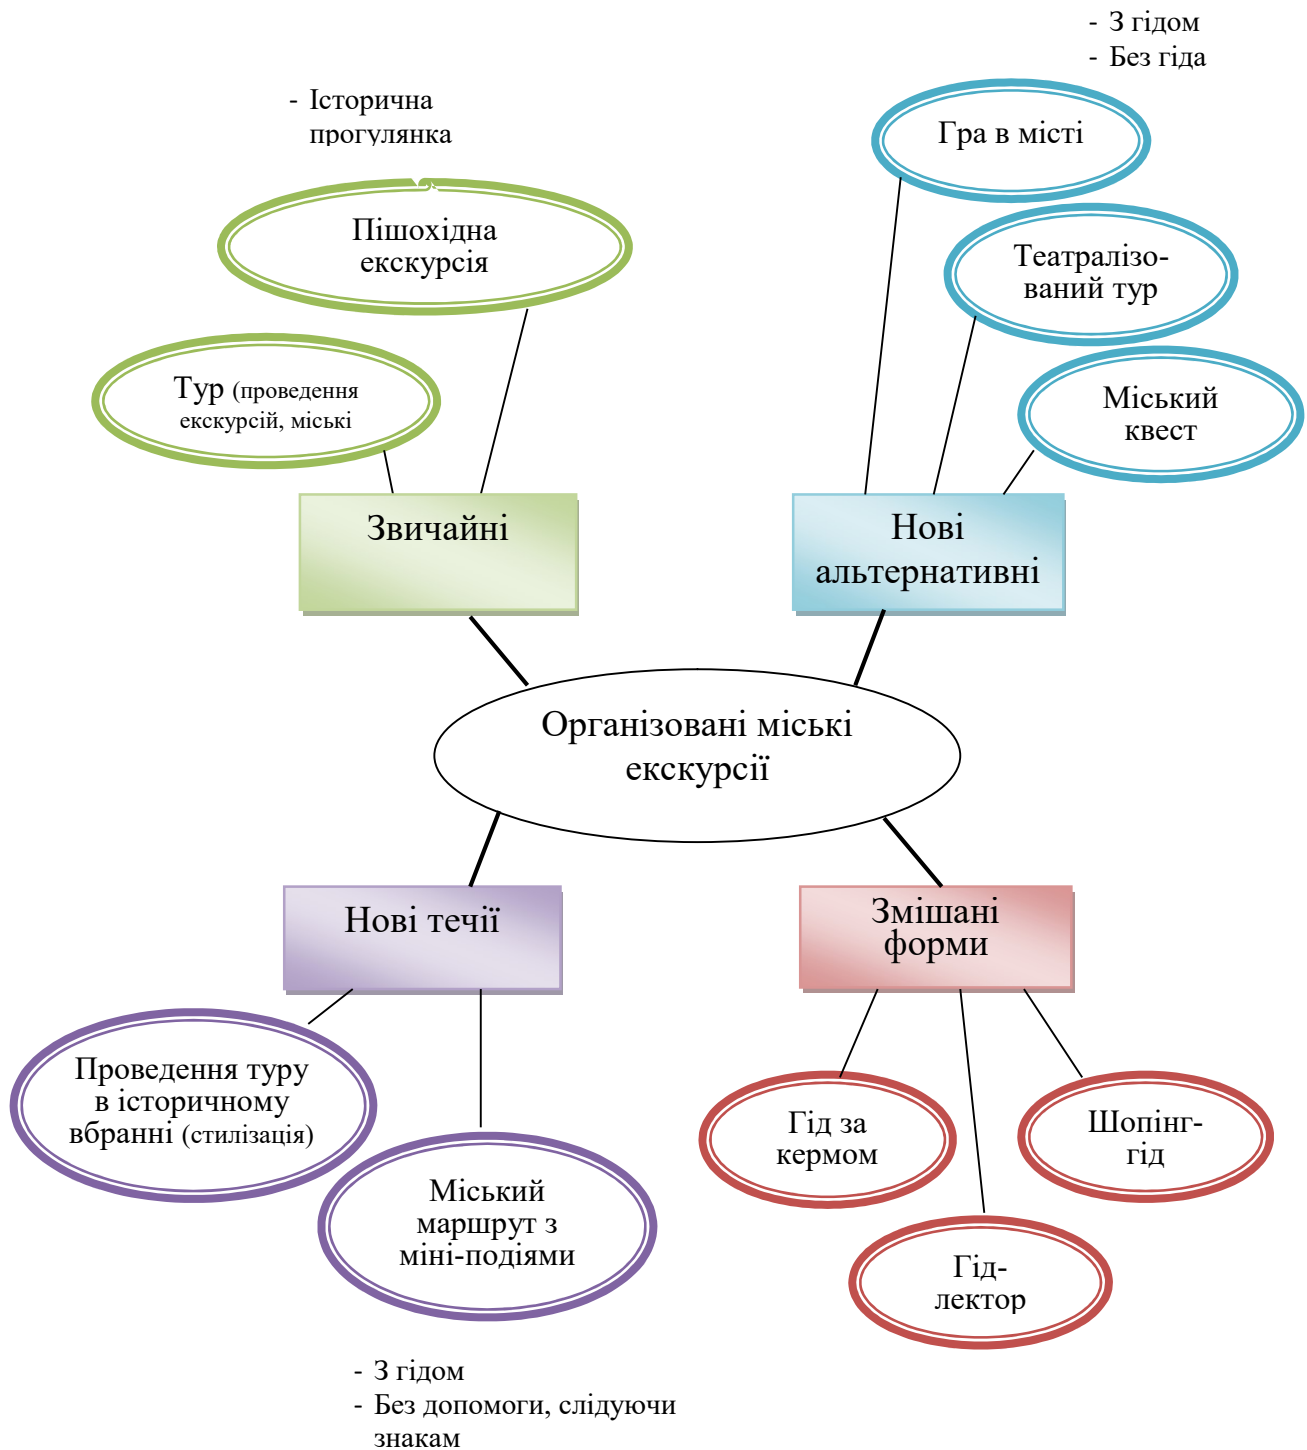 - З гідом
- Без гіда
- Історична
прогулянка
Гра в місті
Пішохідна
екскурсія
Театралізо-
ваний тур
Тур (проведення
екскурсій, міські
Міський
квест
Звичайні
Нові
альтернативні
Організовані міські
екскурсії
Нові течії
Змішані
форми
Проведення туру
в історичному
вбранні (стилізація)
Міський
маршрут з
міні-подіями
Гід за
кермом
Шопінг-
гід
Гід-
лектор
- З гідом
- Без допомоги, слідуючи
знакам